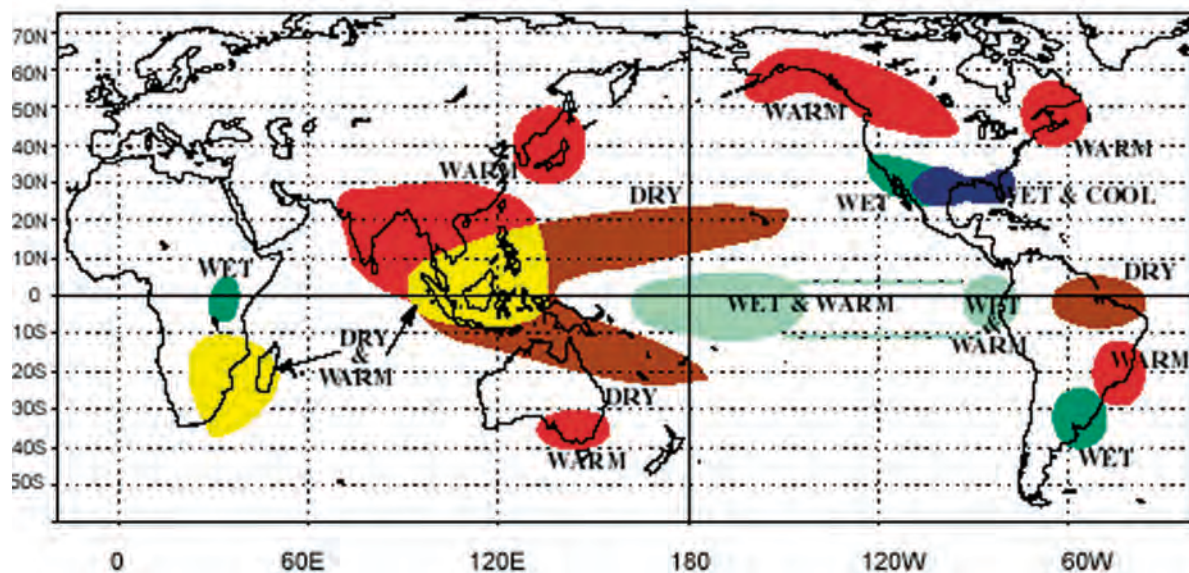 70N
60N
50N
40N
30N
20N
10N
0
10S
20S
30S
40S
50S
0
60E
120E
180
120W
60W
WARM
WARM
WARM
DRY
WET
WET & COOL
WET
WET & WARM
WET
&
WARM
DRY
DRY
&
WARM
WARM
DRY
WARM
WET